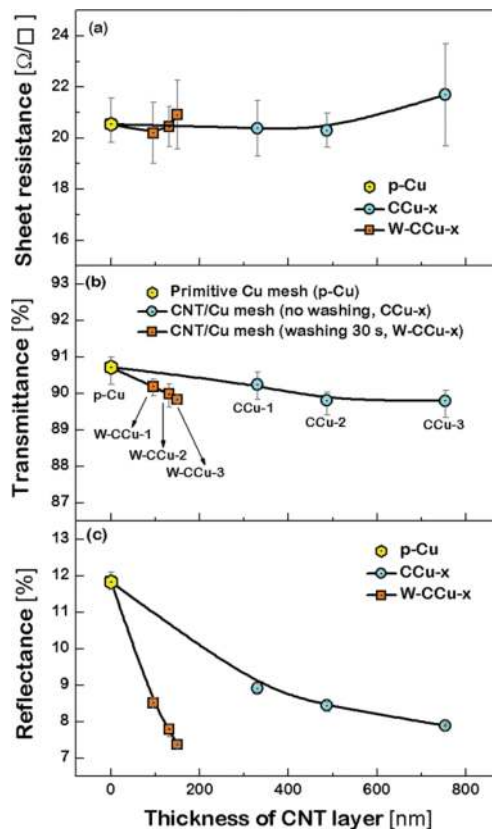 (a)
Sheet resistance [Ω/□]
24
22
20
18
16
p-Cu
CCu-x
W-CCu-x
(b)
Transmittance [%]
93
92
91
90
89
88
87
Primitive Cu mesh (p-Cu)
CNT/Cu mesh (no washing, CCu-x)
CNT/Cu mesh (washing 30 s, W-CCu-x)
p-Cu
CCu-1
CCu-2
CCu-3
W-CCu-1
W-CCu-2
W-CCu-3
(c)
Reflectance [%]
13
12
11
10
9
8
7
p-Cu
CCu-x
W-CCu-x
0 200 400 600 800
Thickness of CNT layer [nm]